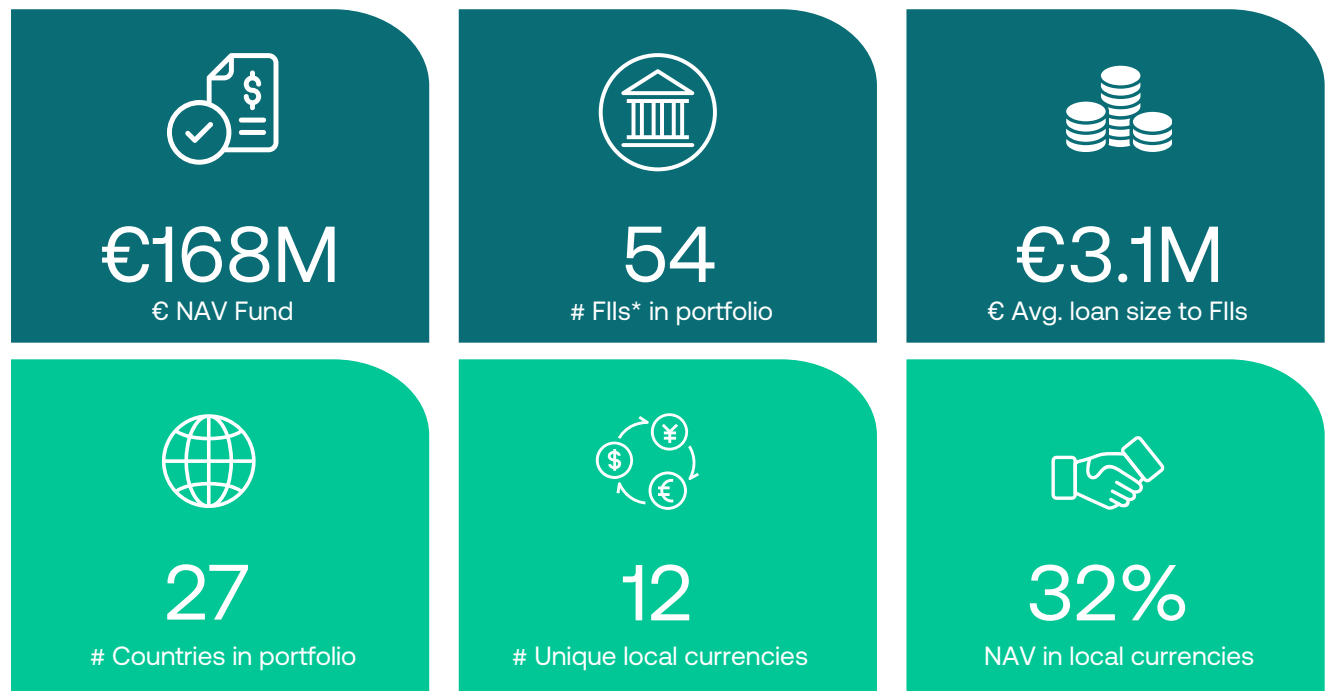 $
€168M
€ NAV Fund
54
# FIIs* in portfolio
€3.1M
€ Avg. loan size to FIIs
27
# Countries in portfolio
¥
$
€
12
# Unique local currencies
32%
NAV in local currencies